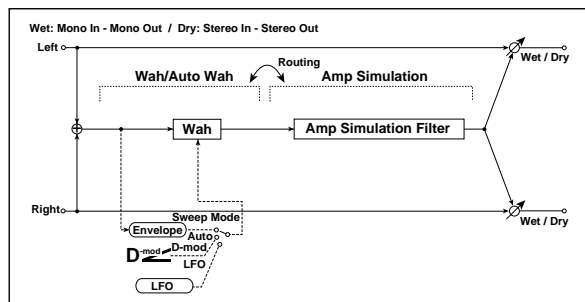 Wet: Mono In - Mono Out / Dry: Stereo In - Stereo Out
Left
Wet / Dry
Routing
Wah/Auto Wah
Amp Simulation
Wah
Amp Simulation Filter
Right
Wet / Dry
Sweep Mode
Envelope
Auto
D-mod
D-mod
LFO
LFO